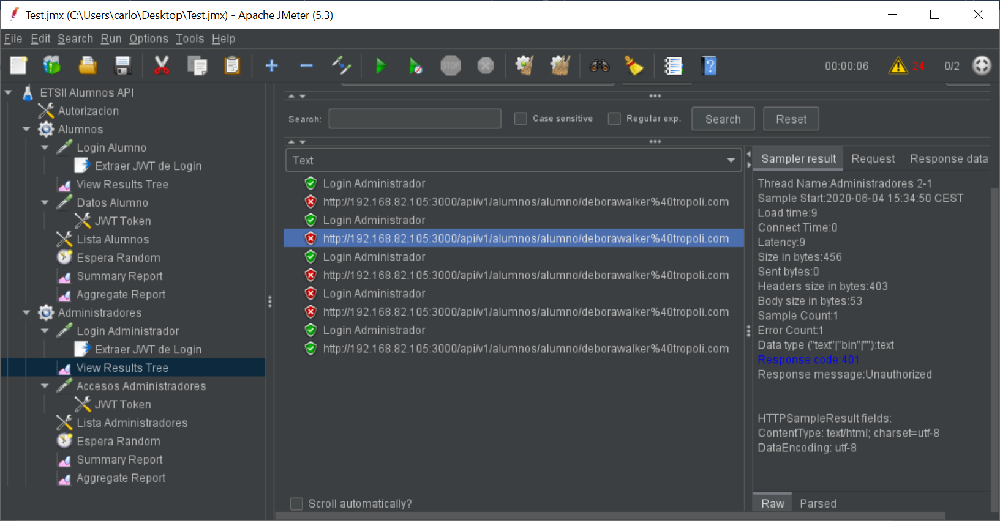 Test.jmx (C:\Users\carlo\Desktop\Test.jmx) - Apache JMeter (5.3)
File Edit Search Run Options Tools Help
STOP
00:00:06
24
0/2
ETSII Alumnos API
Autorizacion
Alumnos
Login Alumno
Extraer JWT de Login
View Results Tree
Datos Alumno
JWT Token
Lista Alumnos
Espera Random
Summary Report
Aggregate Report
Administradores
Login Administrador
Extraer JWT de Login
View Results Tree
Accesos Administradores
JWT Token
Lista Administradores
Espera Random
Summary Report
Aggregate Report
Search: Case sensitive Regular exp. Search Reset
Text
Login Administrador
http://192.168.82.105:3000/api/v1/alumnos/alumno/deborawalker%40tropoli.com
Login Administrador
http://192.168.82.105:3000/api/v1/alumnos/alumno/deborawalker%40tropoli.com
Login Administrador
http://192.168.82.105:3000/api/v1/alumnos/alumno/deborawalker%40tropoli.com
Login Administrador
http://192.168.82.105:3000/api/v1/alumnos/alumno/deborawalker%40tropoli.com
Login Administrador
http://192.168.82.105:3000/api/v1/alumnos/alumno/deborawalker%40tropoli.com
Scroll automatically?
Sampler result Request Response data
Thread Name:Administradores 2-1
Sample Start:2020-06-04 15:34:50 CEST
Load time:9
Connect Time:0
Latency:9
Size in bytes:456
Sent bytes:0
Headers size in bytes:403
Body size in bytes:53
Sample Count:1
Error Count:1
Data type ("text"|"bin"|""):text
Response code:401
Response message:Unauthorized
HTTPSampleResult fields:
ContentType: text/html; charset=utf-8
DataEncoding: utf-8
Raw Parsed